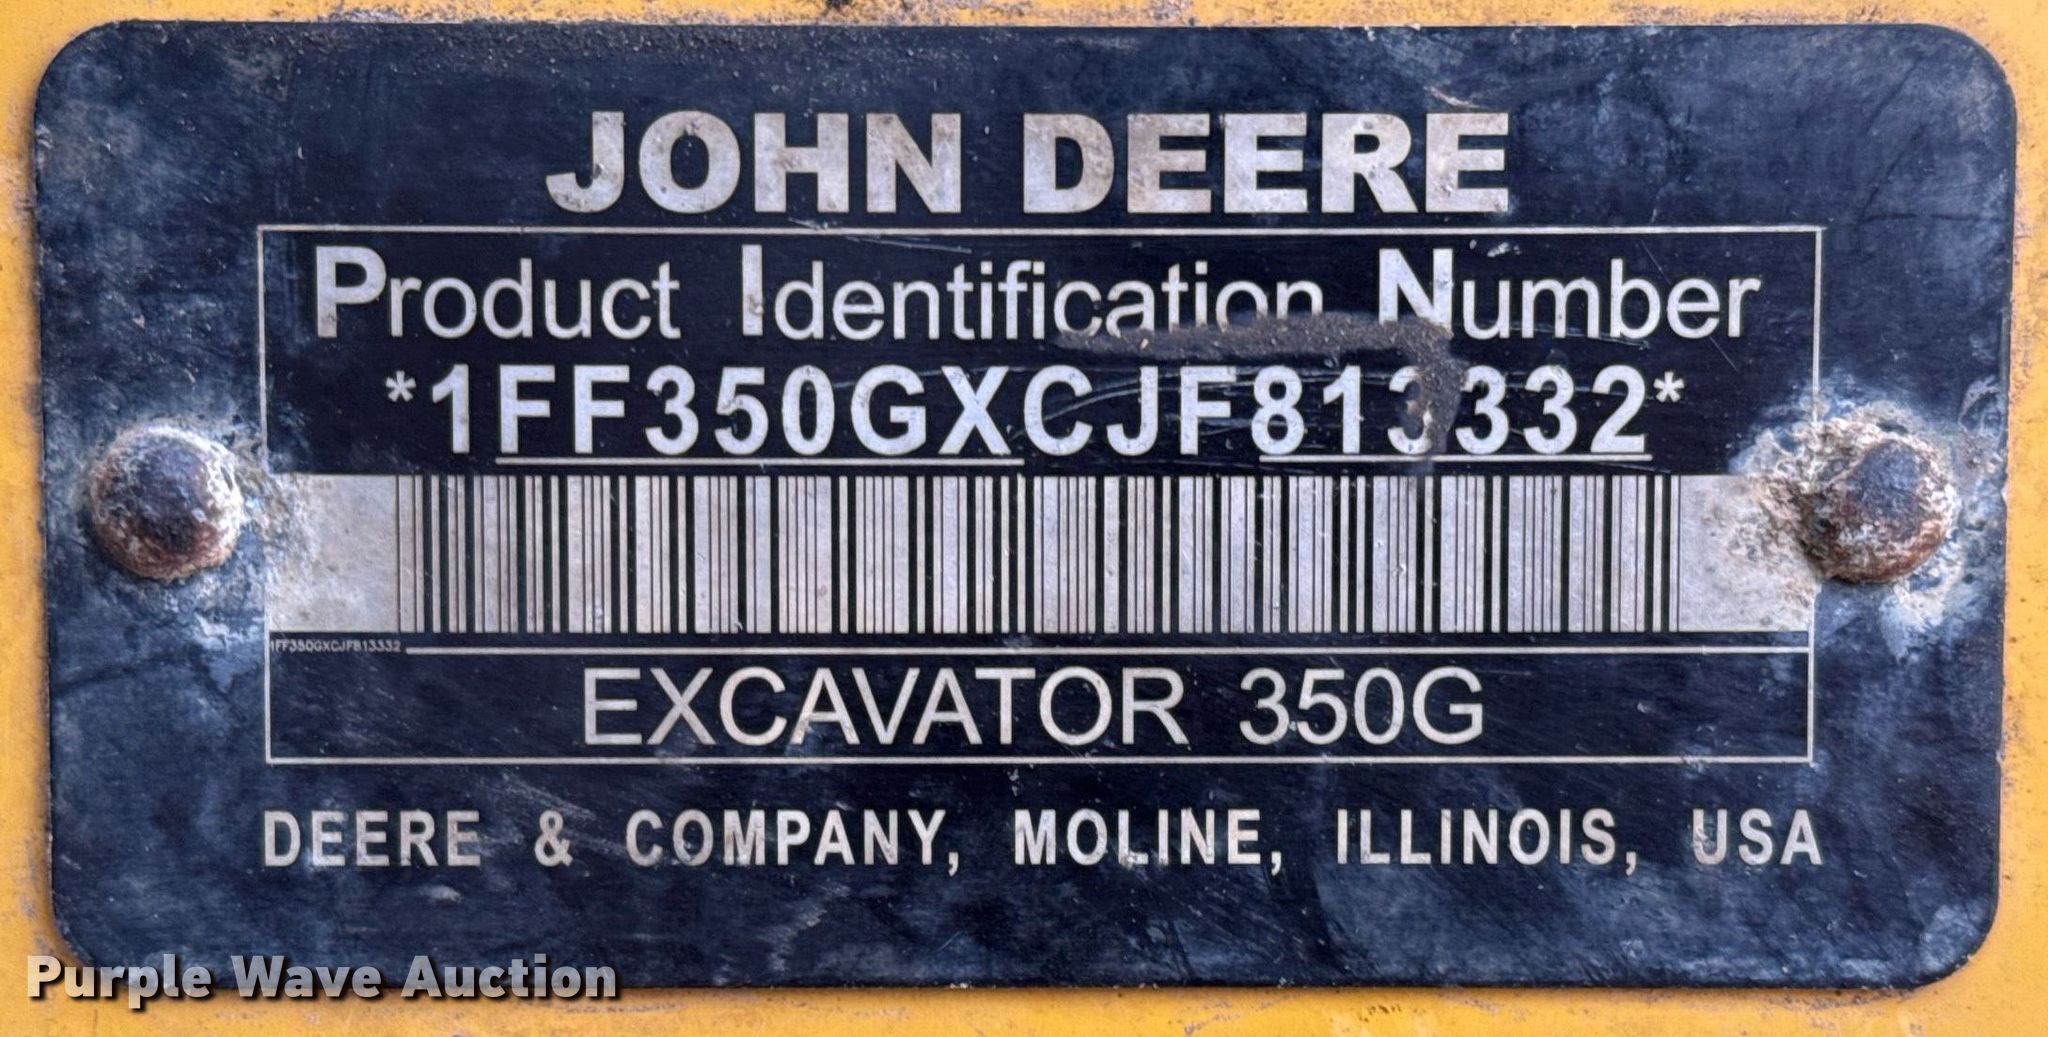 JOHN DEERE
Product Identification Number
*1FF350GXCJF813332*
1FF350GXCJF813332
EXCAVATOR 350G
DEERE & COMPANY, MOLINE, ILLINOIS, USA
Purple Wave Auction